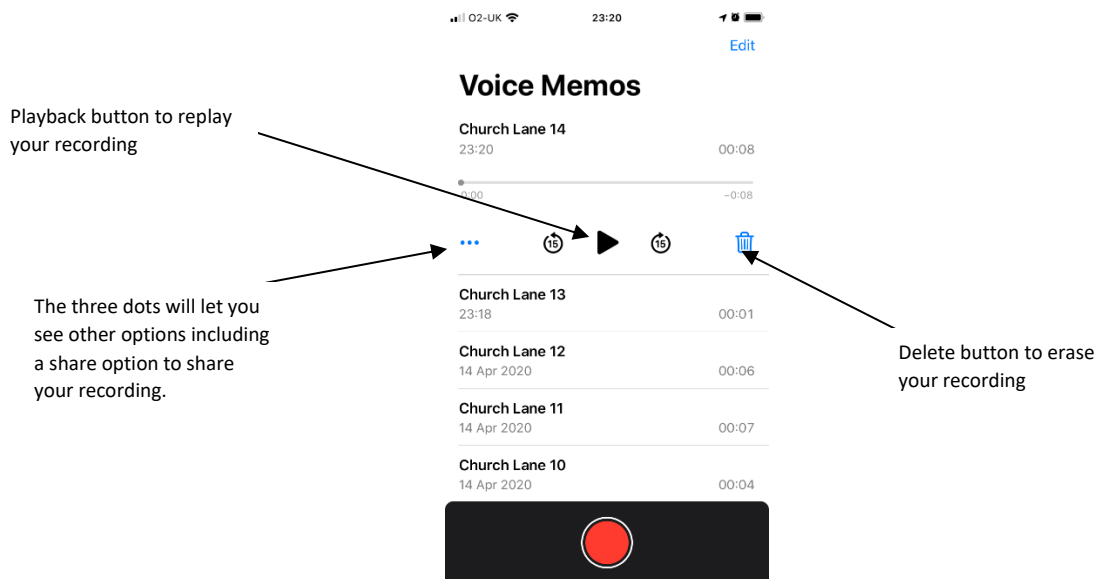 O2-UK 23:20
Edit
Voice Memos
Playback button to replay
your recording
Church Lane 14
23:20 00:08
0:00 -0:08
15 15
The three dots will let you
see other options including
a share option to share
your recording.
Church Lane 13
23:18 00:01
Delete button to erase
your recording
Church Lane 12
14 Apr 2020 00:06
Church Lane 11
14 Apr 2020 00:07
Church Lane 10
14 Apr 2020 00:04